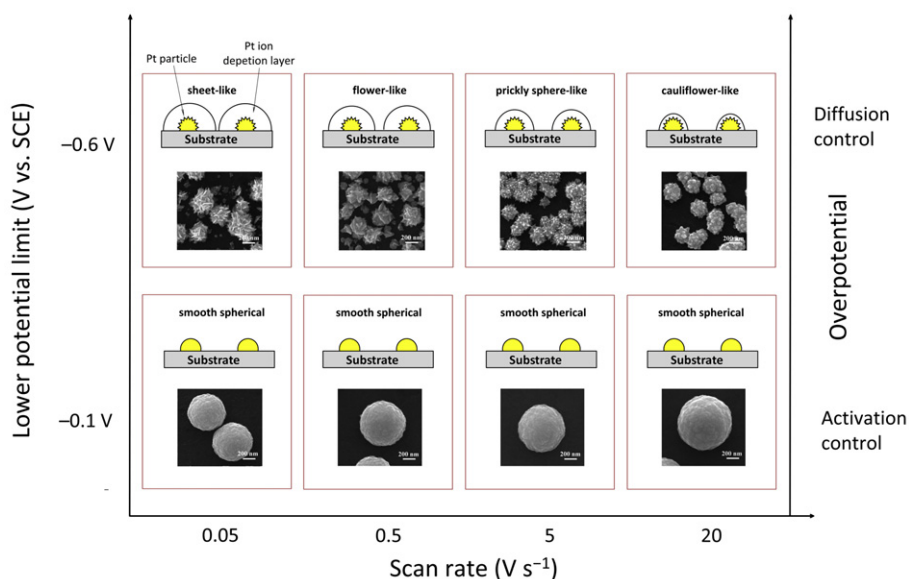 Pt particle
Pt ion
depetion layer
sheet-like
flower-like
prickly sphere-like
cauliflower-like
Substrate
Substrate
Substrate
Substrate
200 nm
200 nm
200 nm
200 nm
smooth spherical
smooth spherical
smooth spherical
smooth spherical
Substrate
Substrate
Substrate
Substrate
200 nm
200 nm
200 nm
200 nm
Lower potential limit (V vs. SCE)
−0.6 V
−0.1 V
-
Diffusion
control
Overpotential
Activation
control
0.05
0.5
5
20
Scan rate (V s⁻¹)